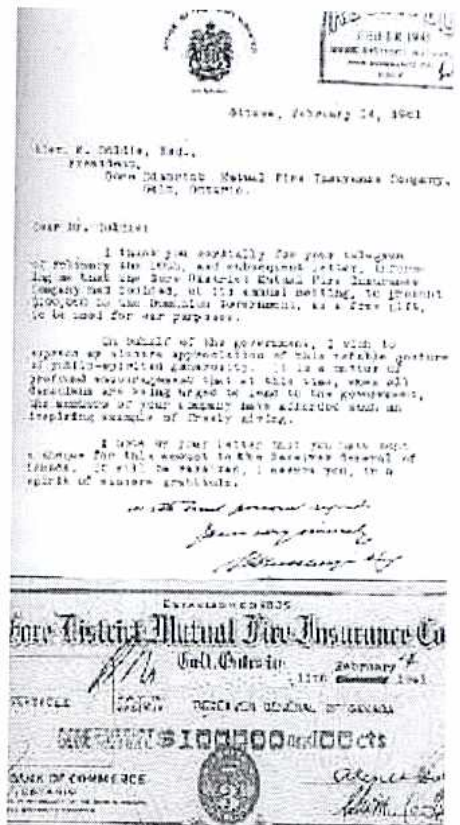 Ottawa, February 14, 1941
President,
Gore District Mutual Fire Insurance Company,
Galt, Ontario.
Dear Mr. Goldie:
I thank you cordially for your telegram
of February the 10th, and subsequent letter, inform-
ing me that the Gore District Mutual Fire Insurance
Company had decided, at its annual meeting, to present
$100,000 to the Dominion Government, as a free gift,
to be used for war purposes.
On behalf of the government, I wish to
express my sincere appreciation of this notable gesture
of public-spirited generosity. It is a matter of
profound encouragement that at this time, when all
Canadians are being urged to lend to the government,
the members of your company have afforded such an
inspiring example of freely giving.
I note by your letter that you have sent
a cheque for this amount to the Receiver General of
Canada. It will be received, I assure you, in a
spirit of sincere gratitude.
with kind personal regards
Yours very sincerely
ESTABLISHED 1835
Gore District Mutual Fire Insurance Co
Galt, Ontario
February
11th 1941
RECEIVER GENERAL OF CANADA
$100000 and 00 cts
BANK OF COMMERCE
ONTARIO